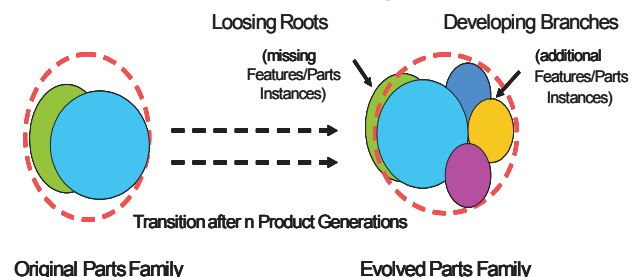 Loosing Roots
(missing
Features/Parts
Instances)
Developing Branches
(additional
Features/Parts
Instances)
Transition after n Product Generations
Original Parts Family
Evolved Parts Family